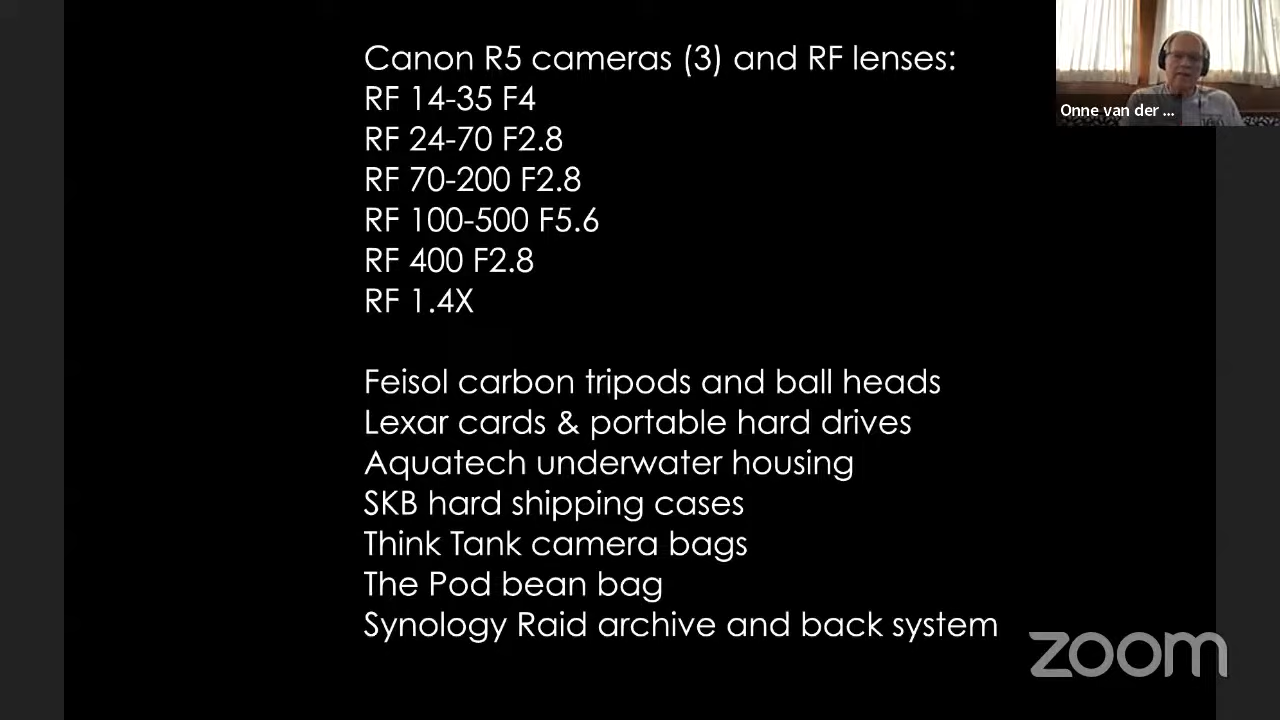 Canon R5 cameras (3) and RF lenses:
RF 14-35 F4
RF 24-70 F2.8
RF 70-200 F2.8
RF 100-500 F5.6
RF 400 F2.8
RF 1.4X
Feisol carbon tripods and ball heads
Lexar cards & portable hard drives
Aquatech underwater housing
SKB hard shipping cases
Think Tank camera bags
The Pod bean bag
Synology Raid archive and back system
Onne van der ...
zoom